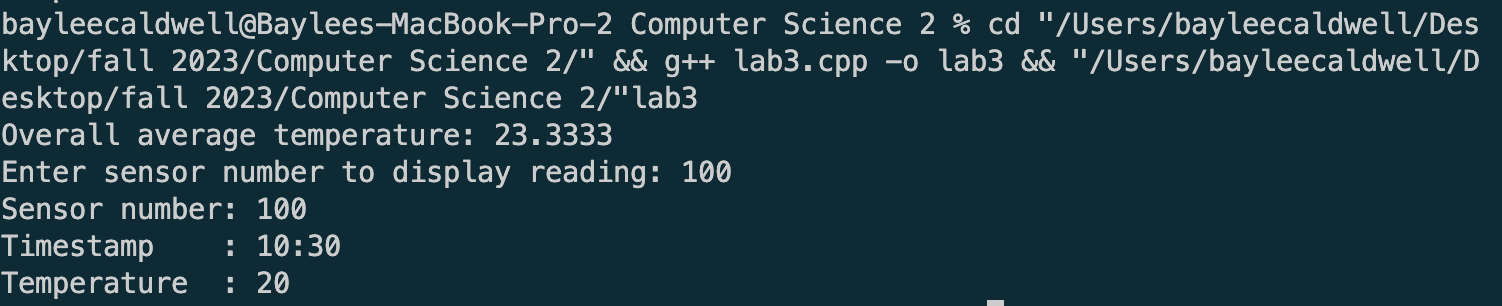 bayleecaldwell@Baylees-MacBook-Pro-2 Computer Science 2 % cd "/Users/bayleecaldwell/Des
ktop/fall 2023/Computer Science 2/" && g++ lab3.cpp -o lab3 && "/Users/bayleecaldwell/D
esktop/fall 2023/Computer Science 2/"lab3
Overall average temperature: 23.3333
Enter sensor number to display reading: 100
Sensor number: 100
Timestamp    : 10:30
Temperature  : 20